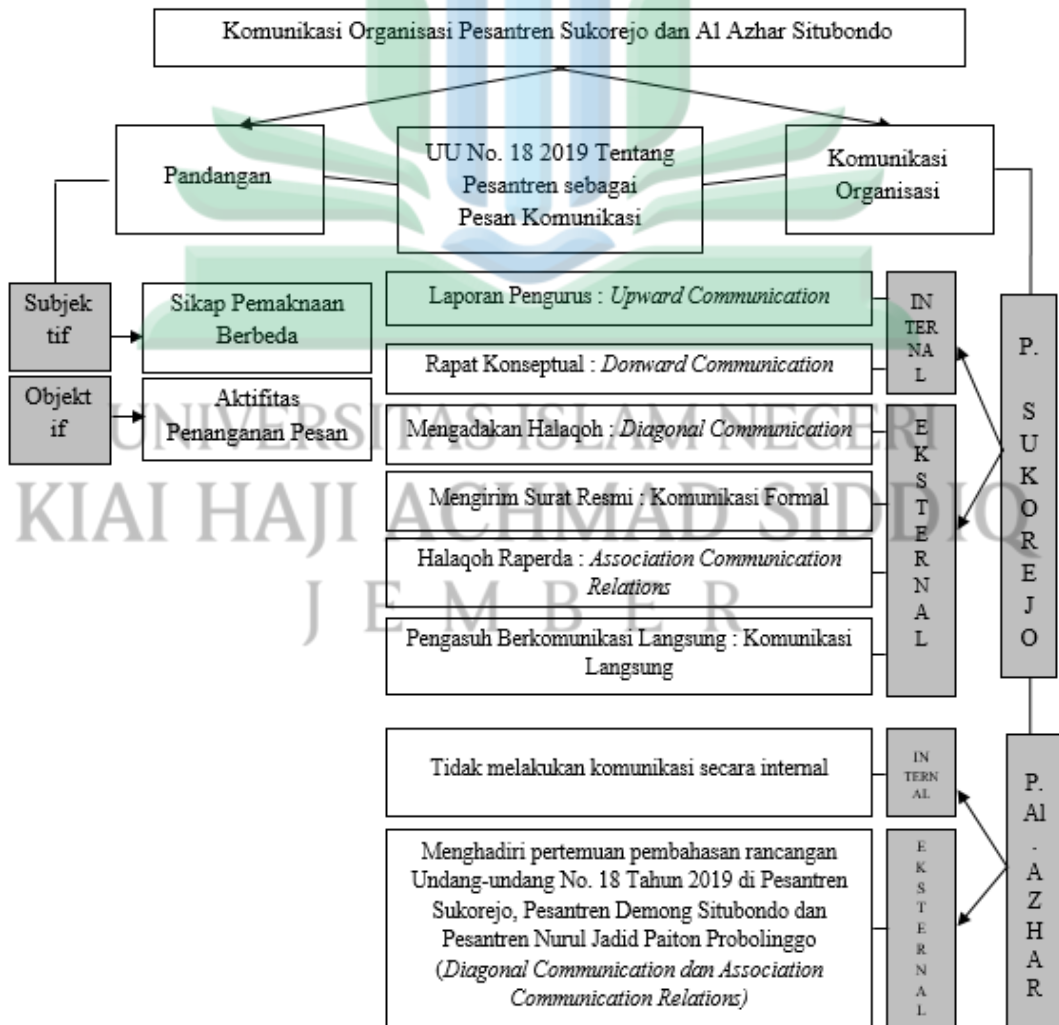 Komunikasi Organisasi Pesantren Sukorejo dan Al Azhar Situbondo
Pandangan
UU No. 18 2019 Tentang
Pesantren sebagai
Pesan Komunikasi
Komunikasi
Organisasi
Subjek
tif
Sikap Pemaknaan
Berbeda
Objekt
if
Aktifitas
Penanganan Pesan
Laporan Pengurus : Upward Communication
Rapat Konseptual : Donward Communication
IN
TER
NA
L
Mengadakan Halaqoh : Diagonal Communication
Mengirim Surat Resmi : Komunikasi Formal
Halaqoh Raperda : Association Communication
Relations
Pengasuh Berkomunikasi Langsung : Komunikasi
Langsung
E
K
S
T
E
R
N
A
L
P.
S
U
K
O
R
E
J
O
Tidak melakukan komunikasi secara internal
IN
TERN
AL
Menghadiri pertemuan pembahasan rancangan
Undang-undang No. 18 Tahun 2019 di Pesantren
Sukorejo, Pesantren Demong Situbondo dan
Pesantren Nurul Jadid Paiton Probolinggo
(Diagonal Communication dan Association
Communication Relations)
E
K
S
T
E
R
N
A
L
P.
Al
-
A
Z
H
A
R
UNIVERSITAS ISLAM NEGERI
KIAI HAJI ACHMAD SIDDIQ
JEMBER